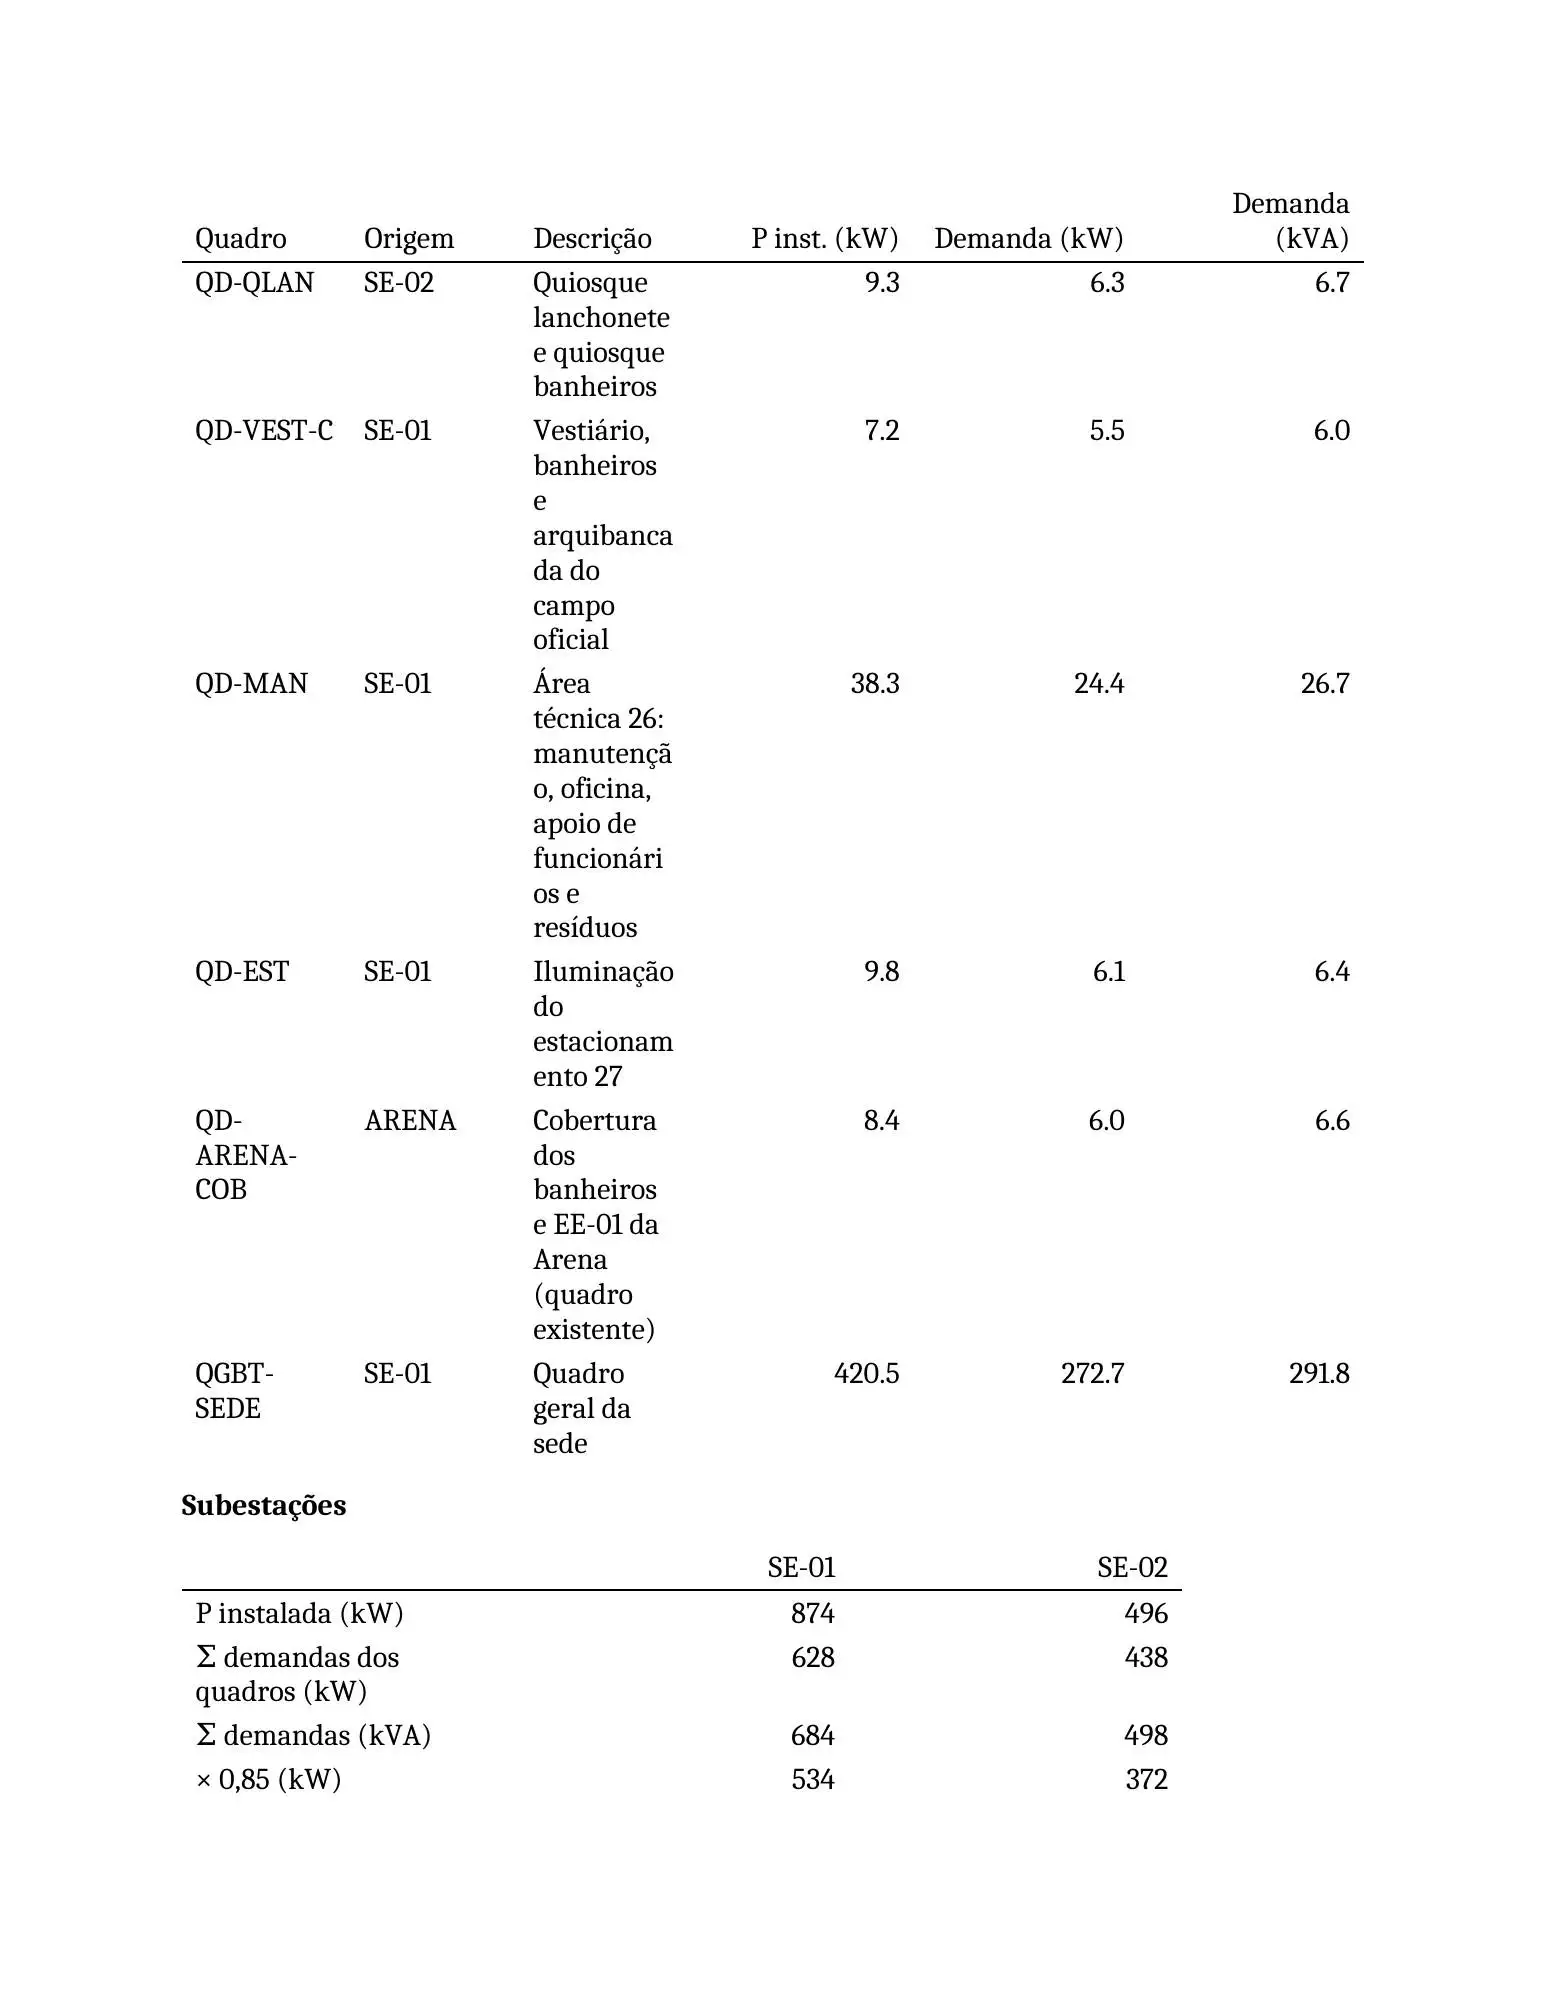 Demanda
Quadro Origem Descrição P inst. (kW) Demanda (kW) (kVA)
QD-QLAN SE-02 Quiosque 9.3 6.3 6.7
lanchonete
e quiosque
banheiros
QD-VEST-C SE-01 Vestiário, 7.2 5.5 6.0
banheiros
e
arquibanca
da do
campo
oficial
QD-MAN SE-01 Área 38.3 24.4 26.7
técnica 26:
manutençã
o, oficina,
apoio de
funcionári
os e
resíduos
QD-EST SE-01 Iluminação 9.8 6.1 6.4
do
estacionam
ento 27
QD- ARENA Cobertura 8.4 6.0 6.6
ARENA- dos
COB banheiros
e EE-01 da
Arena
(quadro
existente)
QGBT- SE-01 Quadro 420.5 272.7 291.8
SEDE geral da
sede
Subestações
SE-01 SE-02
P instalada (kW) 874 496
Σ demandas dos 628 438
quadros (kW)
Σ demandas (kVA) 684 498
× 0,85 (kW) 534 372